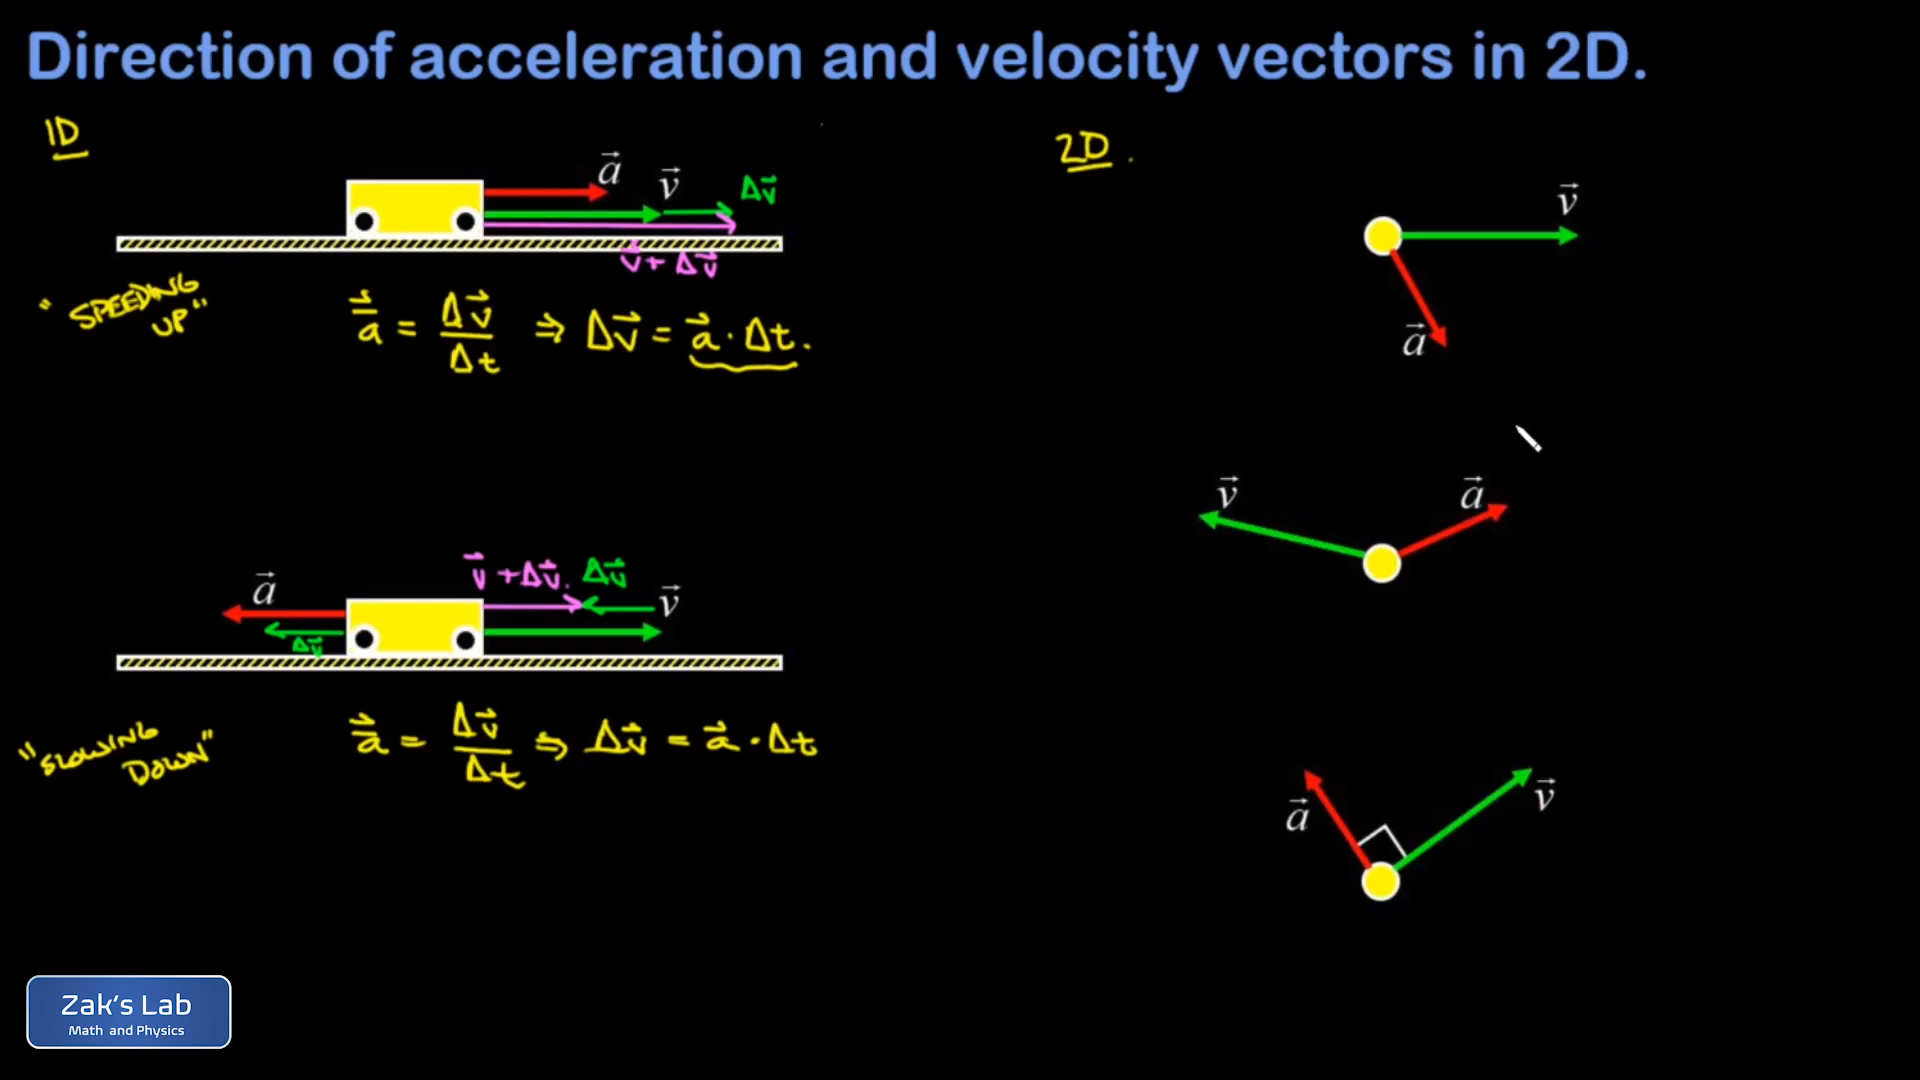 Direction of acceleration and velocity vectors in 2D.
1D
a⃗
v⃗
Δv⃗
v⃗ + Δv⃗
"SPEEDING
UP"
a⃗ = Δv⃗/Δt ⇒ Δv⃗ = a⃗ · Δt.
v⃗ + Δv⃗.
Δv⃗
a⃗
v⃗
Δv⃗
"SLOWING
DOWN"
a⃗ = Δv⃗/Δt ⇒ Δv⃗ = a⃗ · Δt
2D.
v⃗
a⃗
v⃗
a⃗
a⃗
v⃗
Zak's Lab
Math and Physics